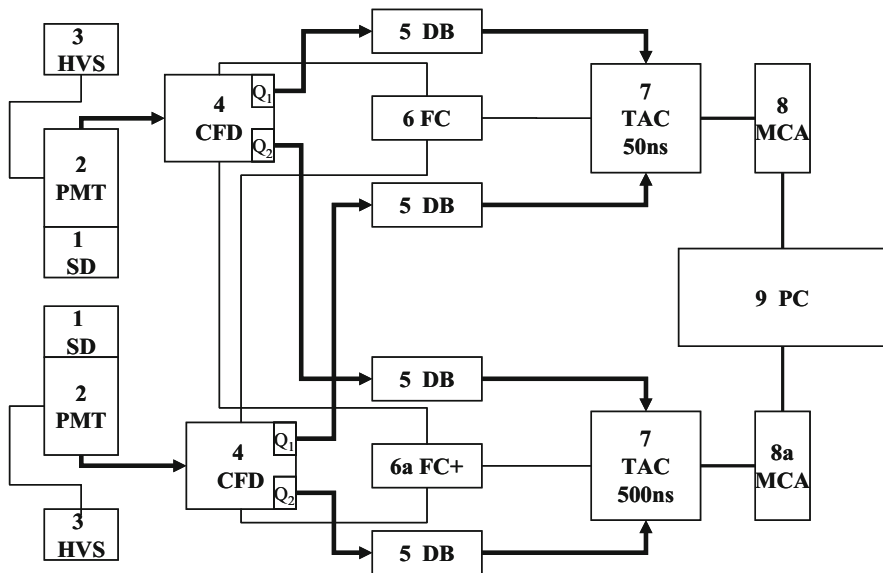 3
HVS
5 DB
4
CFD
Q1
Q2
6 FC
7
TAC
50ns
8
MCA
2
PMT
1
SD
5 DB
9 PC
1
SD
2
PMT
5 DB
4
CFD
Q1
Q2
6a FC+
7
TAC
500ns
8a
MCA
3
HVS
5 DB